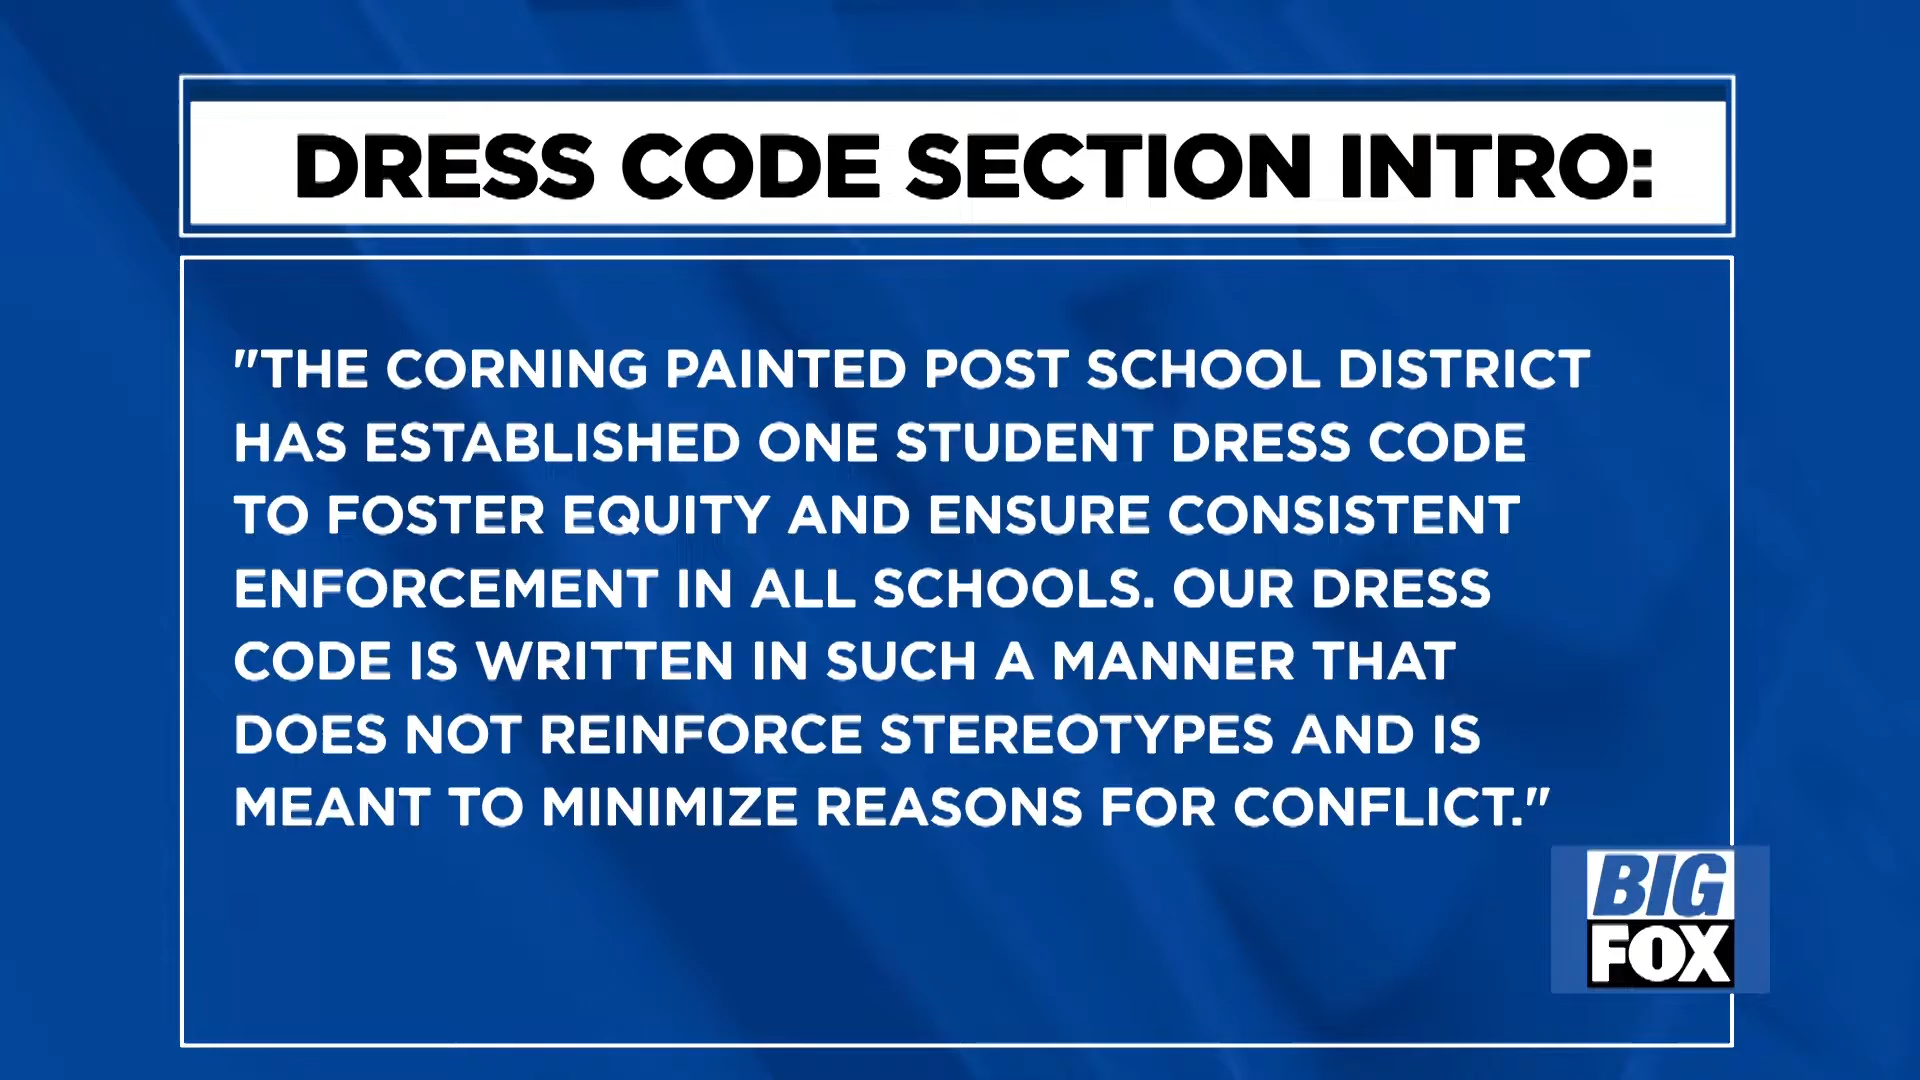 DRESS CODE SECTION INTRO:
"THE CORNING PAINTED POST SCHOOL DISTRICT
HAS ESTABLISHED ONE STUDENT DRESS CODE
TO FOSTER EQUITY AND ENSURE CONSISTENT
ENFORCEMENT IN ALL SCHOOLS. OUR DRESS
CODE IS WRITTEN IN SUCH A MANNER THAT
DOES NOT REINFORCE STEREOTYPES AND IS
MEANT TO MINIMIZE REASONS FOR CONFLICT."
BIG
FOX